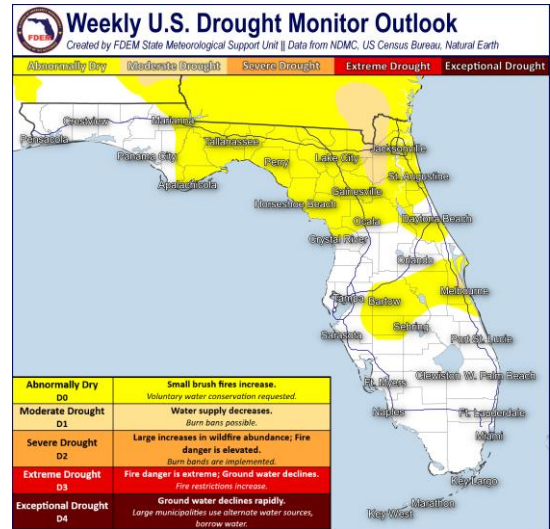 FDEM
Weekly U.S. Drought Monitor Outlook
Created by FDEM State Meteorological Support Unit || Data from NDMC, US Census Bureau, Natural Earth
Abnormally Dry Moderate Drought Severe Drought Extreme Drought Exceptional Drought
Crestview
Marianna
Pensacola
Tallahassee
Jacksonville
Panama City
Perry
Lake City
Apalachicola
St. Augustine
Gainesville
Horseshoe Beach
Ocala
Daytona Beach
Crystal River
Orlando
Tampa
Bartow
Melbourne
Sebring
Sarasota
Port St. Lucie
Ft. Myers
Clewiston
W. Palm Beach
Naples
Ft. Lauderdale
Miami
Key Largo
Marathon
Key West
Abnormally Dry
D0
Small brush fires increase.
Voluntary water conservation requested.
Moderate Drought
D1
Water supply decreases.
Burn bans possible.
Severe Drought
D2
Large increases in wildfire abundance; Fire
danger is elevated.
Burn bands are implemented.
Extreme Drought
D3
Fire danger is extreme; Ground water declines.
Fire restrictions increase.
Exceptional Drought
D4
Ground water declines rapidly.
Large municipalities use alternate water sources,
borrow water.